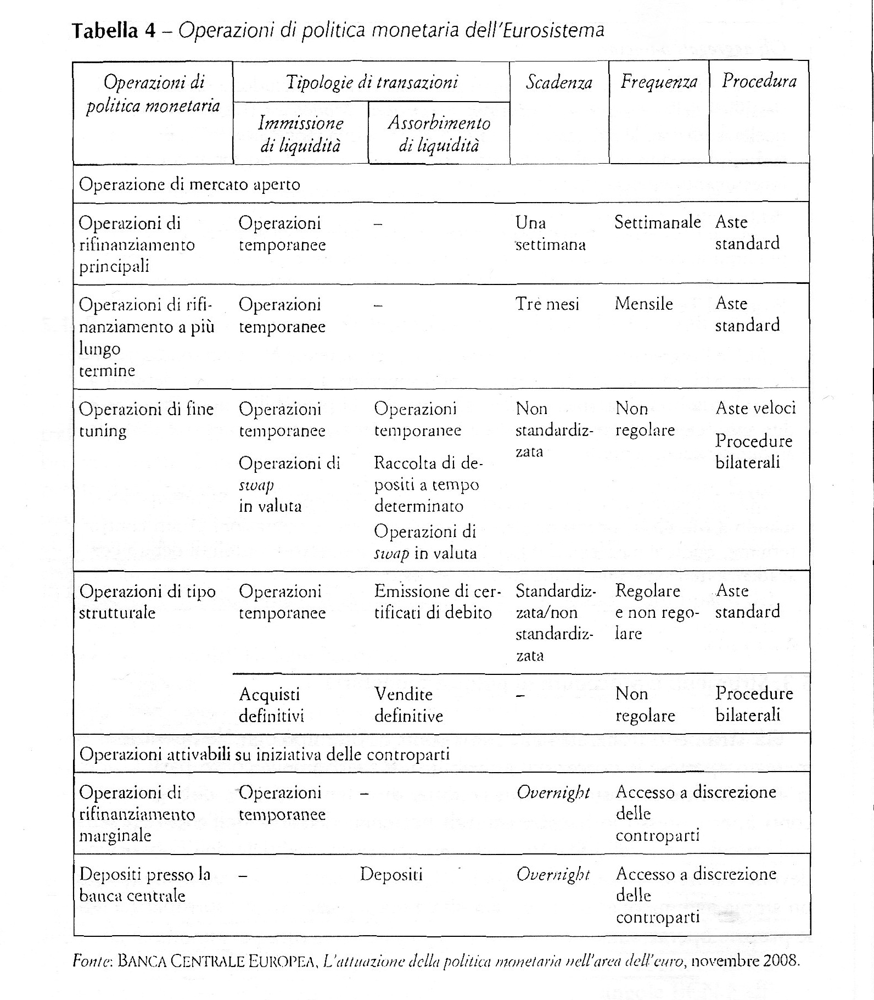 Tabella 4 – Operazioni di politica monetaria dell'Eurosistema
Operazioni di
politica monetaria
Tipologie di transazioni
Immissione
di liquidità
Assorbimento
di liquidità
Scadenza
Frequenza
Procedura
Operazione di mercato aperto
Operazioni di
rifinanziamento
principali
Operazioni
temporanee
–
Una
settimana
Settimanale
Aste
standard
Operazioni di rifi-
nanziamento a più
lungo
termine
Operazioni
temporanee
–
Tre mesi
Mensile
Aste
standard
Operazioni di fine
tuning
Operazioni
temporanee
Operazioni di
swap
in valuta
Operazioni
temporanee
Raccolta di de-
positi a tempo
determinato
Operazioni di
swap in valuta
Non
standardiz-
zata
Non
regolare
Aste veloci
Procedure
bilaterali
Operazioni di tipo
strutturale
Operazioni
temporanee
Emissione di cer-
tificati di debito
Standardiz-
zata/non
standardiz-
zata
Regolare
e non rego-
lare
Aste
standard
Acquisti
definitivi
Vendite
definitive
–
Non
regolare
Procedure
bilaterali
Operazioni attivabili su iniziativa delle controparti
Operazioni di
rifinanziamento
marginale
Operazioni
temporanee
–
Overnight
Accesso a discrezione
delle
controparti
Depositi presso la
banca centrale
–
Depositi
Overnight
Accesso a discrezione
delle
controparti
Fonte: BANCA CENTRALE EUROPEA, L'attuazione della politica monetaria nell'area dell'euro, novembre 2008.